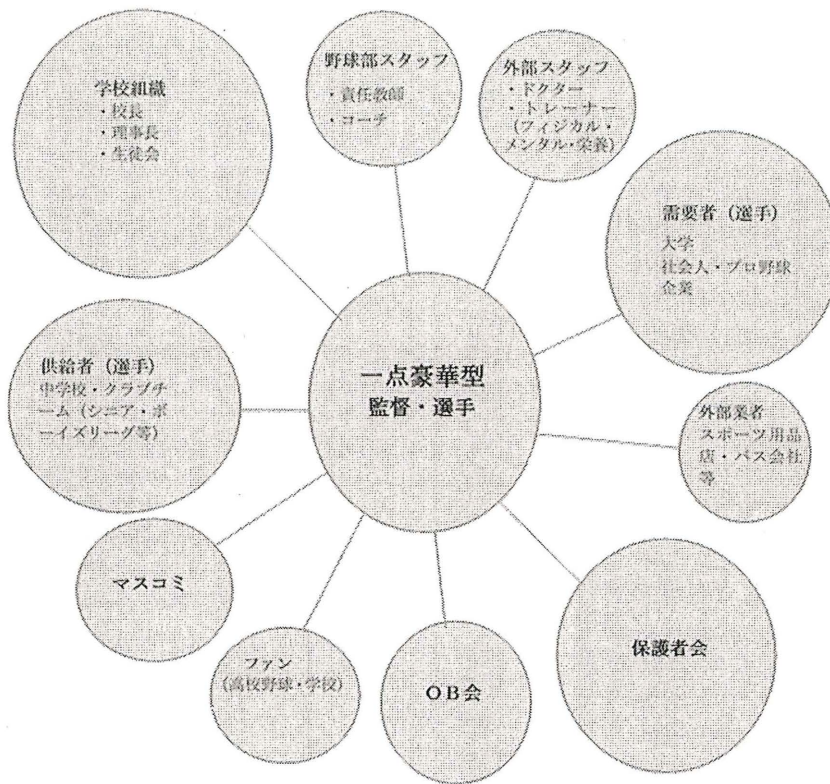 学校組織
・校長
・理事長
・生徒会
野球部スタッフ
・責任教師
・コーチ
外部スタッフ
・ドクター
・トレーナー
(フィジカル・
メンタル・栄養)
需要者(選手)
大学
社会人・プロ野球
企業
供給者(選手)
中学校・クラブチ
ーム(シニア・ボ
ーイズリーグ等)
一点豪華型
監督・選手
外部業者
スポーツ用品
店・バス会社
等
マスコミ
ファン
(高校野球・学校)
OB会
保護者会